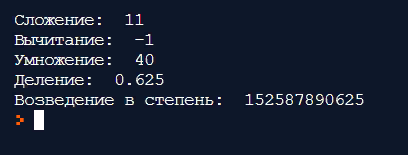 Сложение:  11
Вычитание:  -1
Умножение:  40
Деление:  0.625
Возведение в степень:  152587890625
>